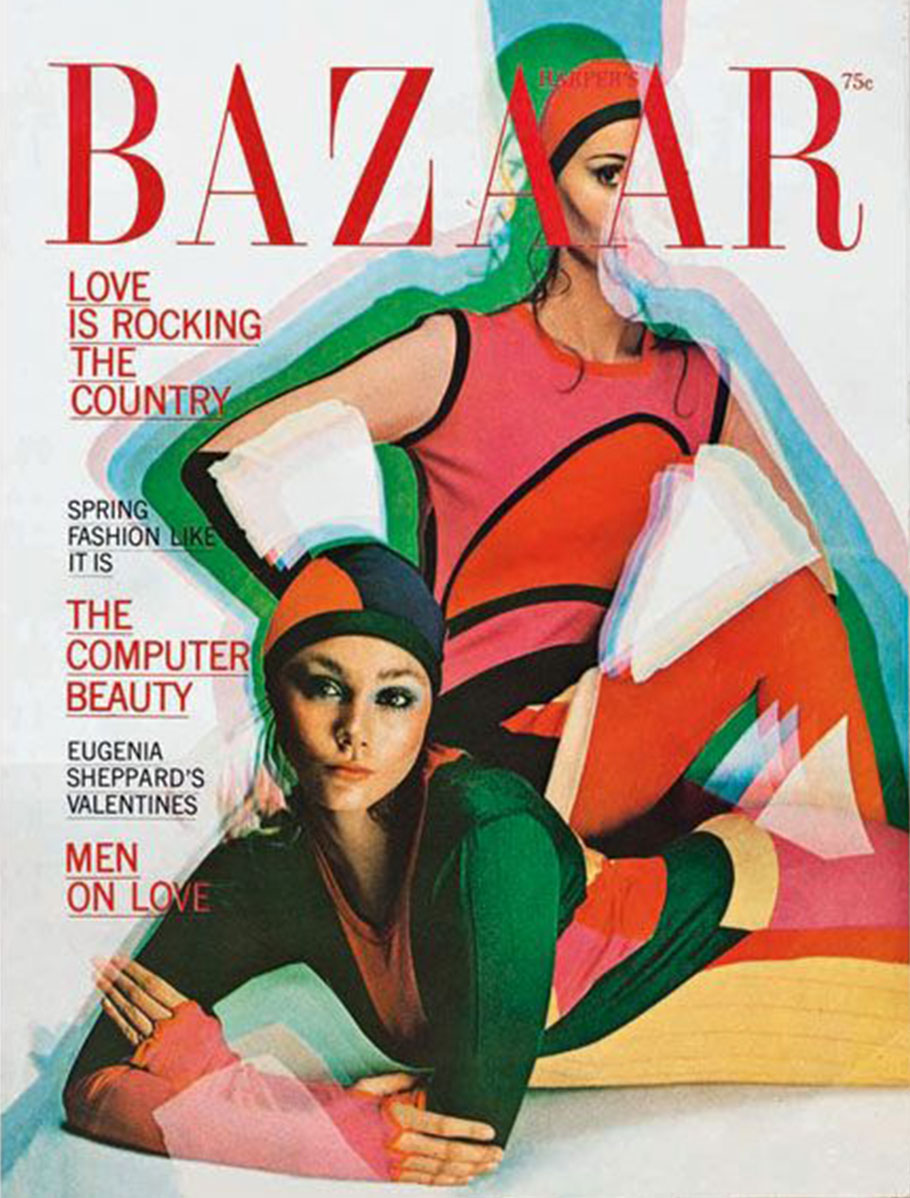 HARPER'S
BAZAAR
75c
LOVE
IS ROCKING
THE
COUNTRY
SPRING
FASHION LIKE
IT IS
THE
COMPUTER
BEAUTY
EUGENIA
SHEPPARD'S
VALENTINES
MEN
ON LOVE